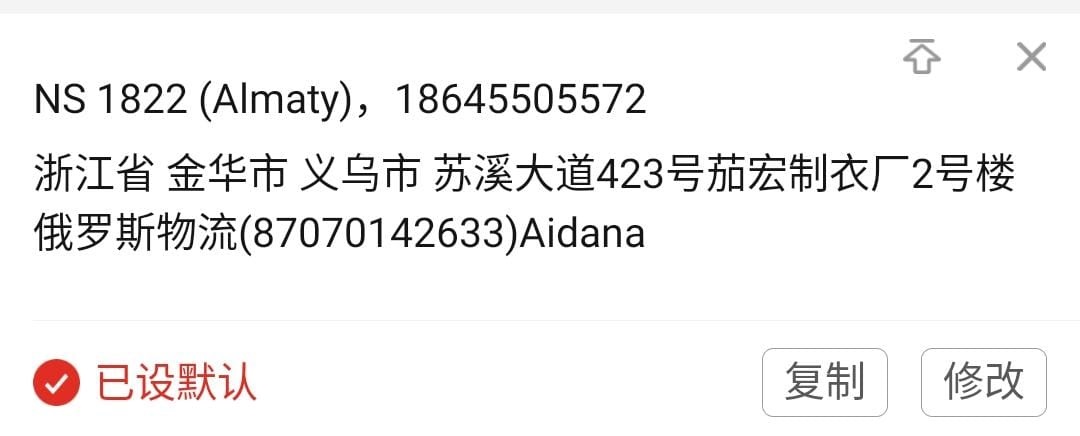 NS 1822 (Almaty)，18645505572
浙江省 金华市 义乌市 苏溪大道423号茄宏制衣厂2号楼
俄罗斯物流(87070142633)Aidana
已设默认
复制
修改